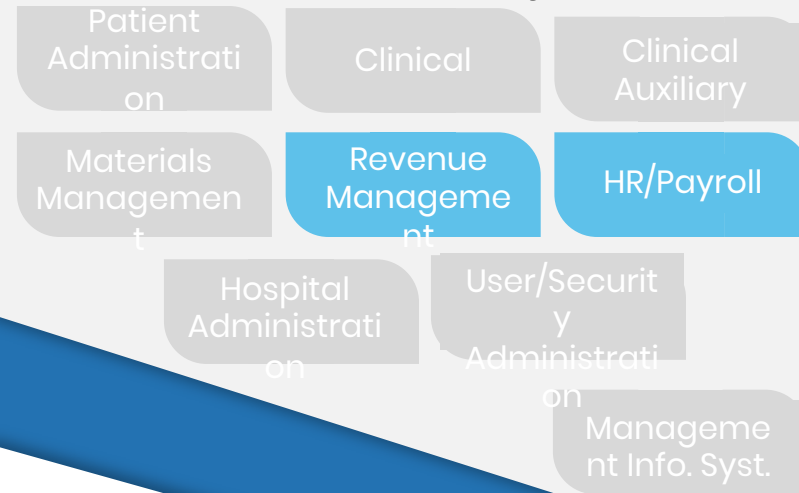 Patient
Administrati
on
Clinical
Clinical
Auxiliary
Materials
Managemen
t
Revenue
Manageme
nt
HR/Payroll
Hospital
Administrati
on
User/Securit
y
Administrati
on
Manageme
nt Info. Syst.